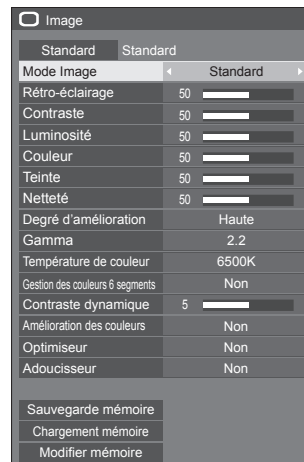 Image
Standard Standard
Mode Image Standard
Rétro-éclairage 50
Contraste 50
Luminosité 50
Couleur 50
Teinte 50
Netteté 50
Degré d'amélioration Haute
Gamma 2.2
Température de couleur 6500K
Gestion des couleurs 6 segments Non
Contraste dynamique 5
Amélioration des couleurs Non
Optimiseur Non
Adoucisseur Non
Sauvegarde mémoire
Chargement mémoire
Modifier mémoire